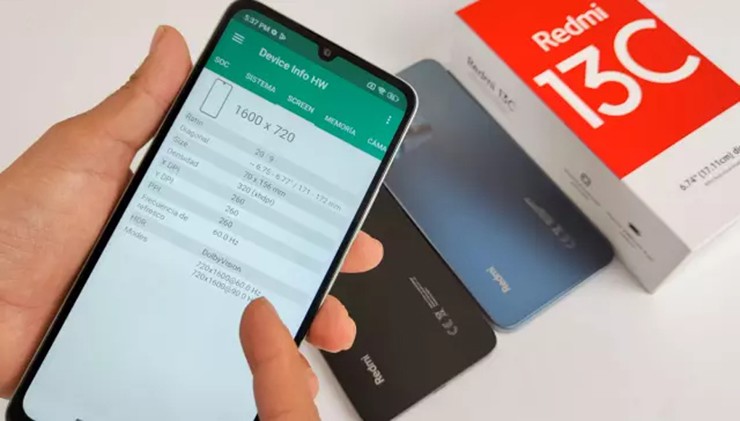 5:37 PM
Device Info HW
SOC SISTEMA SCREEN MEMORIA CÁMA
1600 x 720
Ratio 20:9
Diagonal ~ 6.75 - 6.77" / 171 - 172 mm
Size 70 x 156 mm
Densidad 320 (xhdpi)
X DPI 260
Y DPI 260
PPI 260
Frecuencia de
refresco 60.0 Hz
HDR DolbyVision
Modes 720x1600@60.0 Hz
720x1600@90.0 H
Redmi
Redmi
Redmi 13C
Redmi
13C
6.74" (17.11cm) d